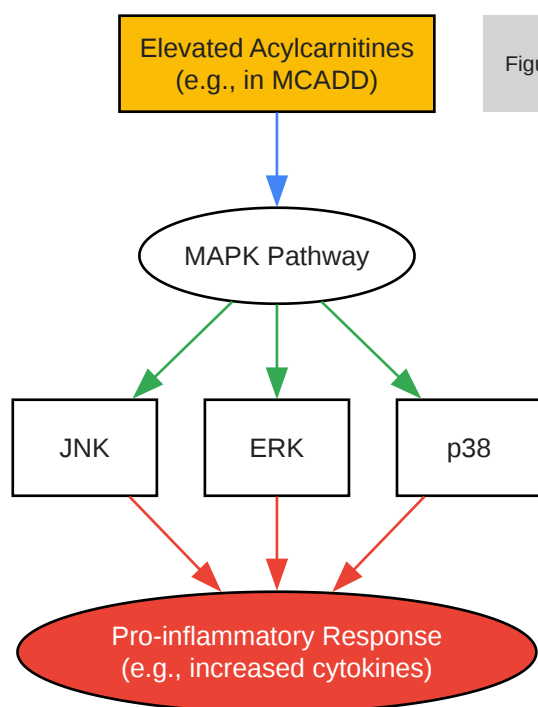 Elevated Acylcarnitines
(e.g., in MCADD)
MAPK Pathway
JNK
ERK
p38
Pro-inflammatory Response
(e.g., increased cytokines)